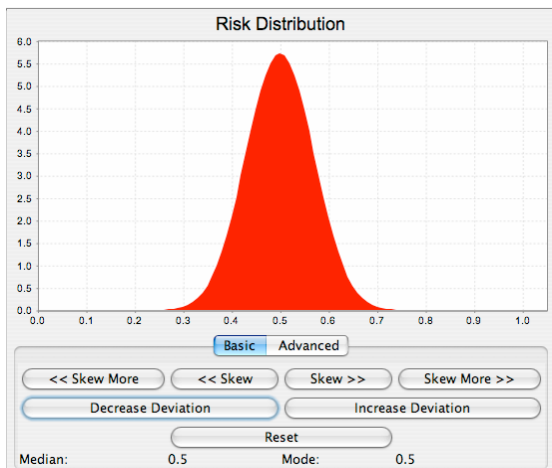 Risk Distribution
6.0
5.5
5.0
4.5
4.0
3.5
3.0
2.5
2.0
1.5
1.0
0.5
0.0
0.0 0.1 0.2 0.3 0.4 0.5 0.6 0.7 0.8 0.9 1.0
Basic Advanced
<< Skew More << Skew Skew >> Skew More >>
Decrease Deviation Increase Deviation
Reset
Median: 0.5 Mode: 0.5